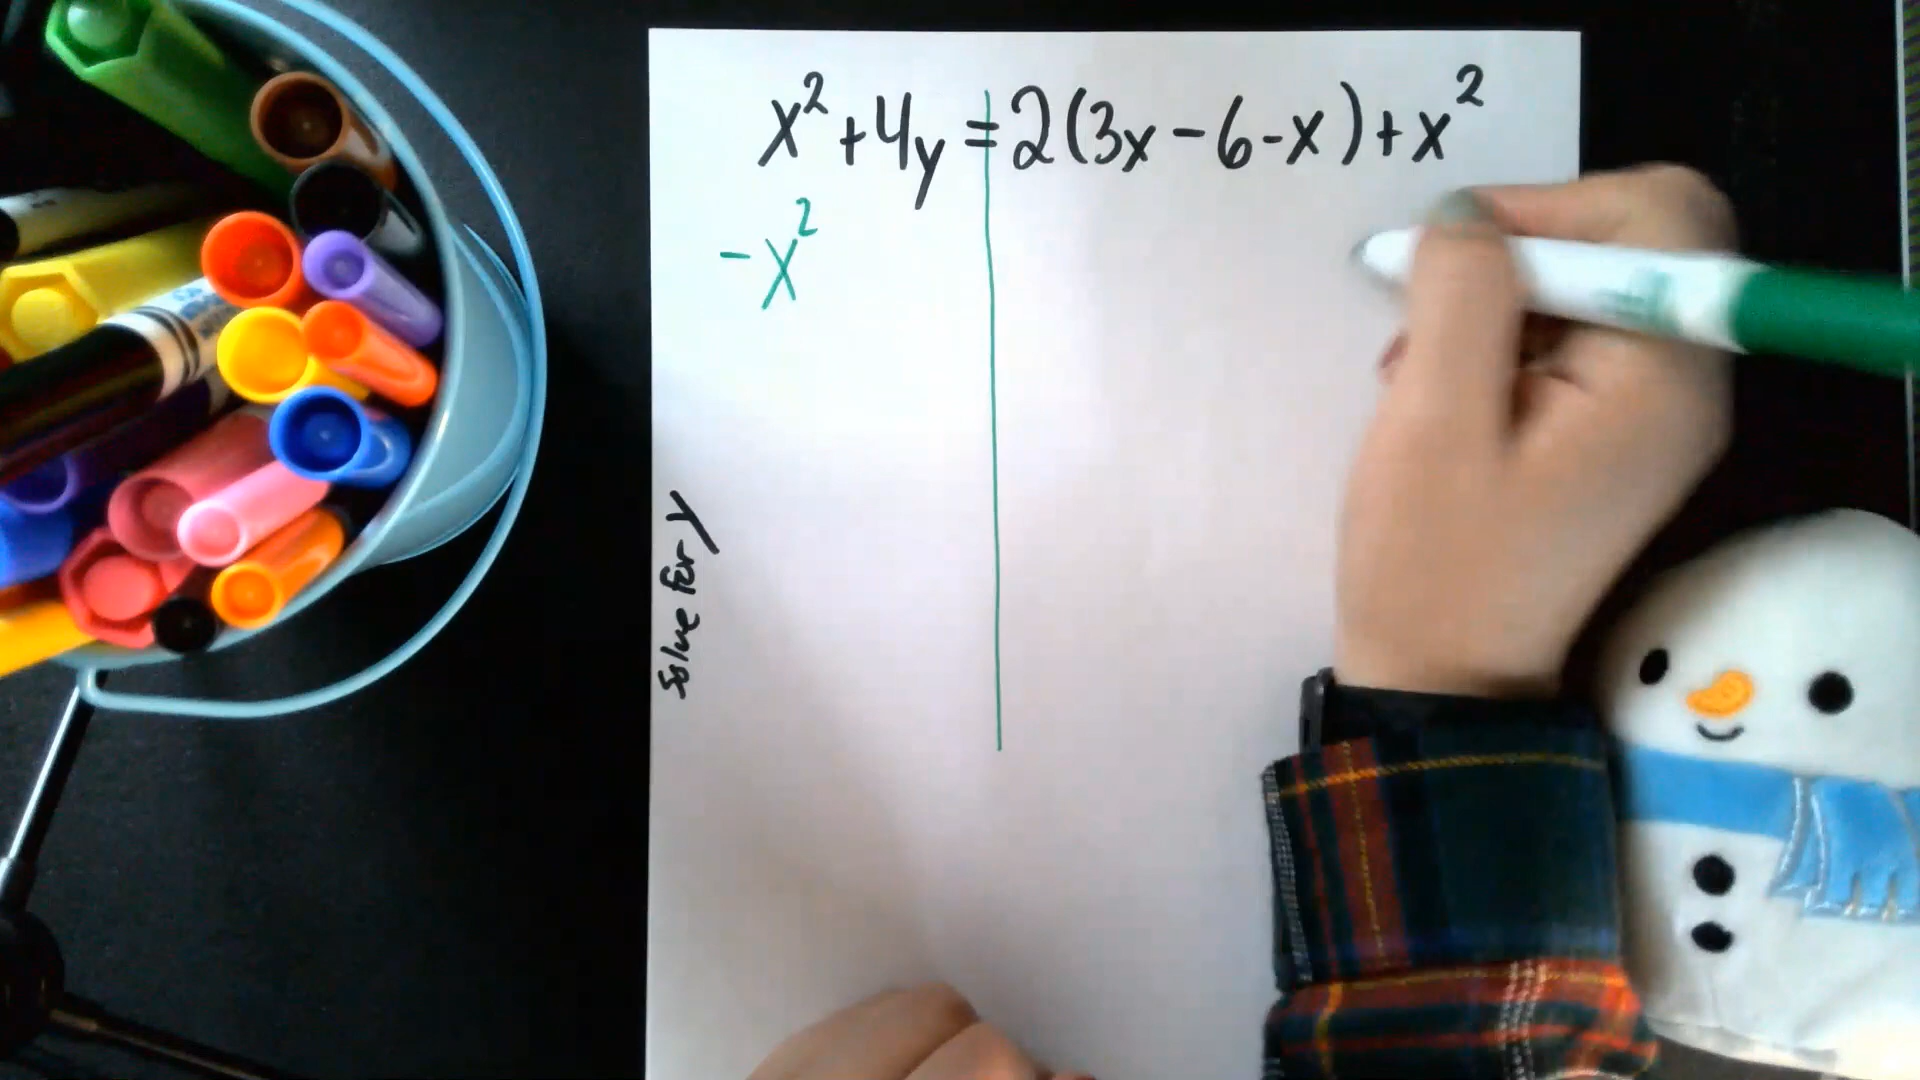 x² + 4y = 2(3x - 6 - x) + x²
- x²
Solve for y